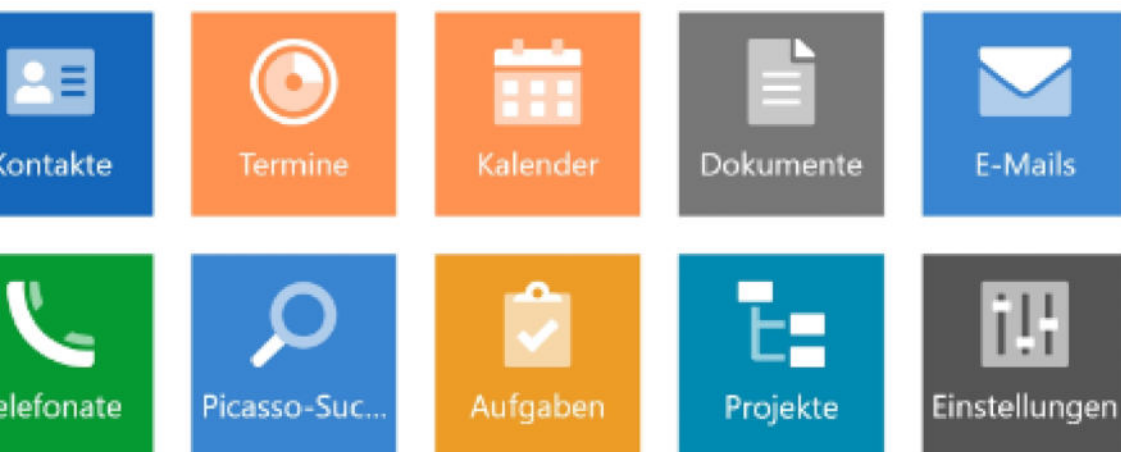 Kontakte
Termine
Kalender
Dokumente
E-Mails
elefonate
Picasso-Suc...
Aufgaben
Projekte
Einstellungen